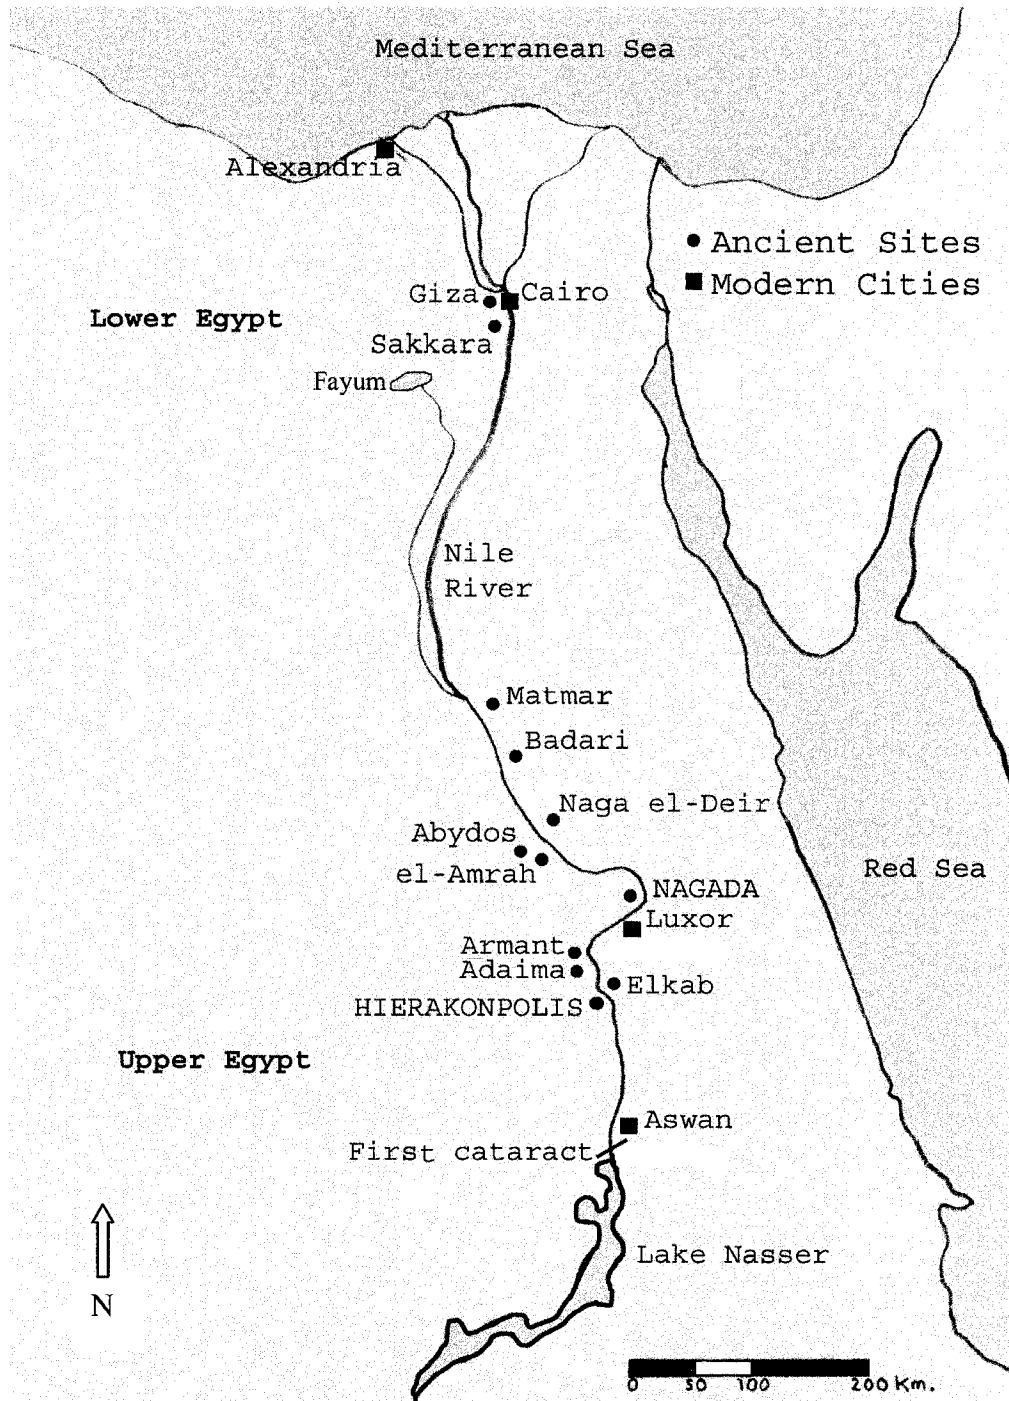 Mediterranean Sea
Alexandria
● Ancient Sites
■ Modern Cities
Giza
Cairo
Lower Egypt
Sakkara
Fayum
Nile
River
Matmar
Badari
Naga el-Deir
Abydos
el-Amrah
Red Sea
NAGADA
Luxor
Armant
Adaima
Elkab
HIERAKONPOLIS
Upper Egypt
Aswan
First cataract
Lake Nasser
N
0 50 100 200 Km.